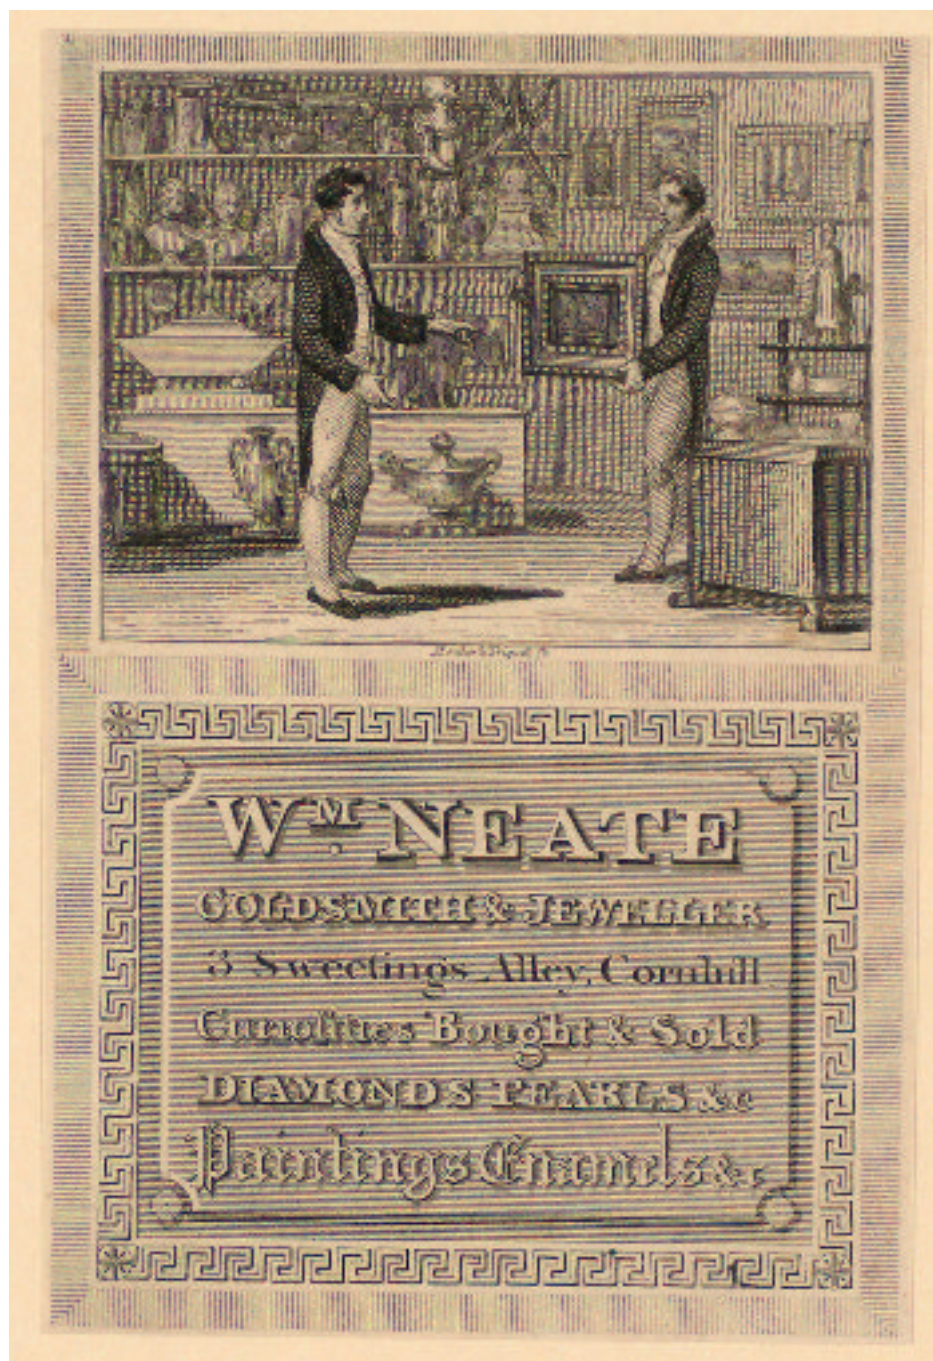 WM. NEATE
GOLDSMITH & JEWELLER
3 Sweetings Alley, Cornhill
Curiosities Bought & Sold
DIAMONDS PEARLS &c
Paintings Enamels &c